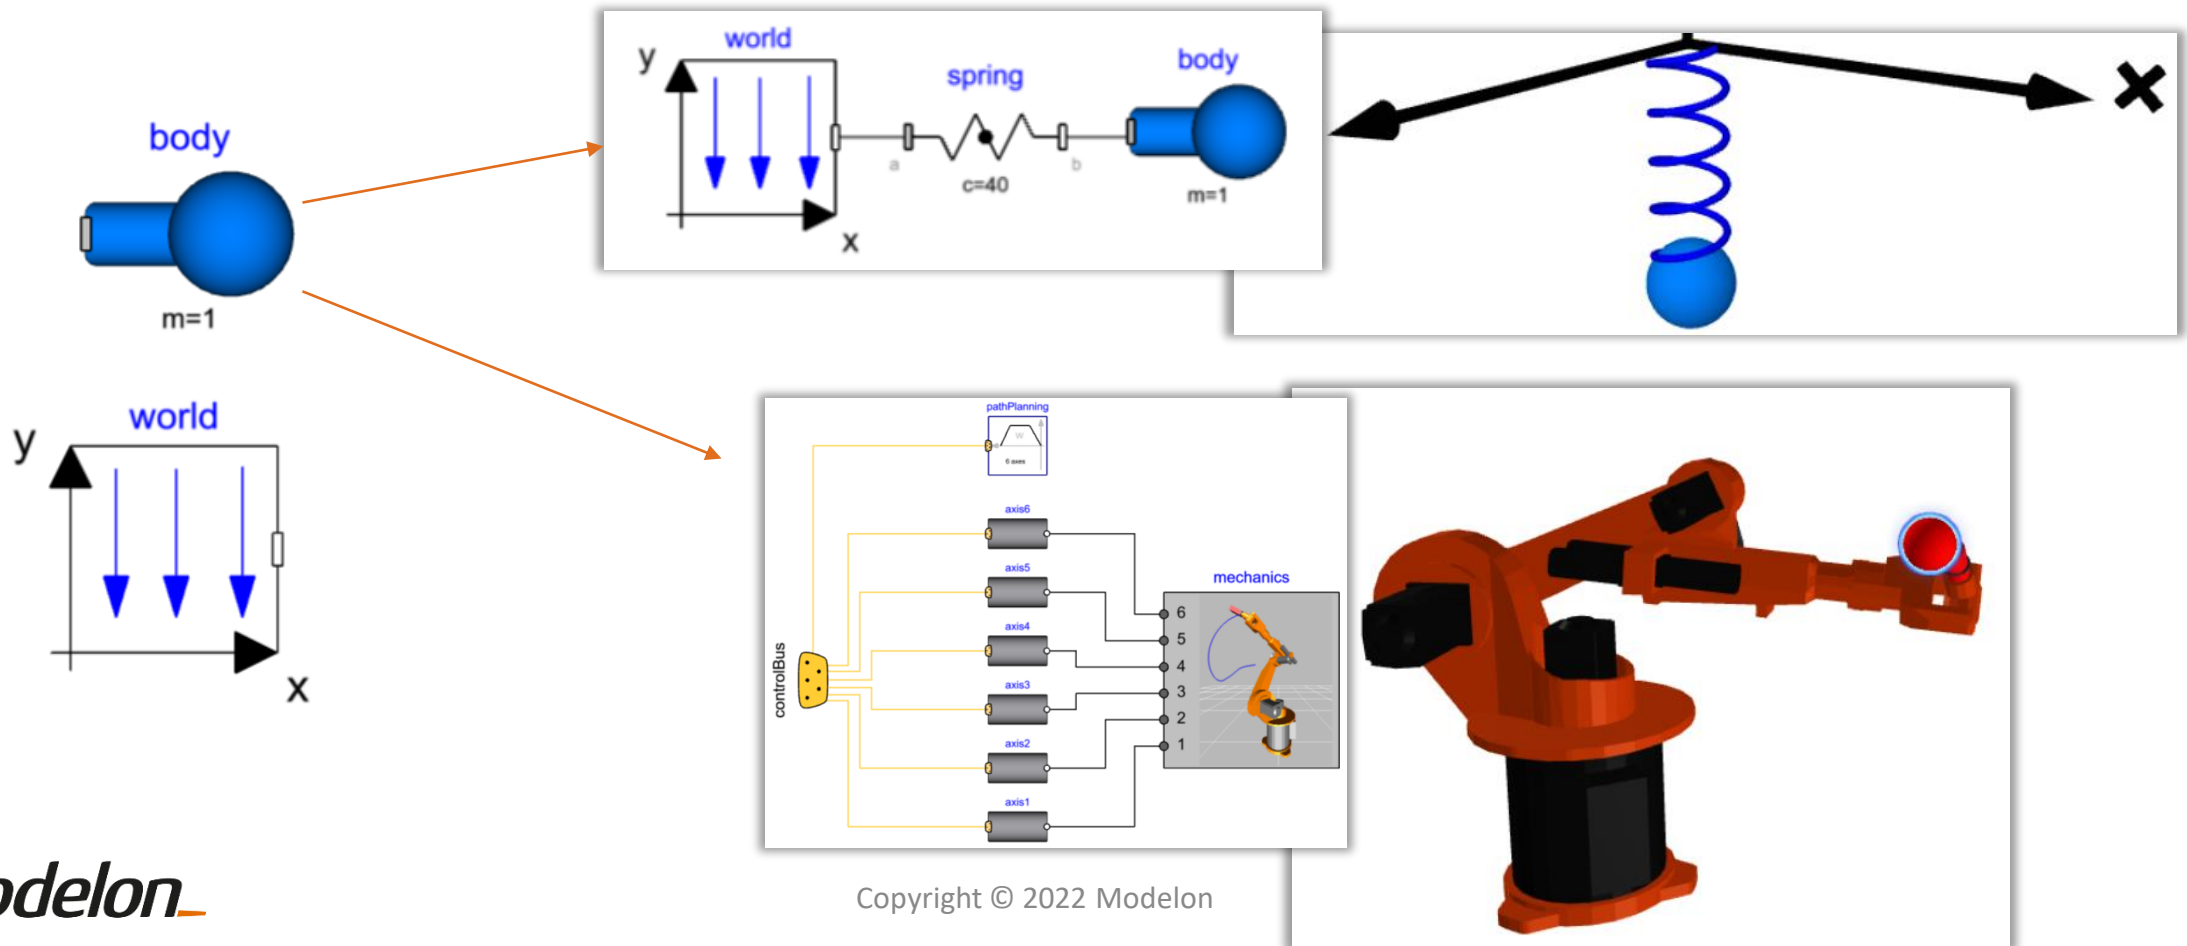 body
m=1
world
y
x
world
y
x
spring
a
b
c=40
body
m=1
x
pathPlanning
w
6 axes
axis6
axis5
axis4
axis3
axis2
axis1
controlBus
mechanics
6
5
4
3
2
1
odelon_
Copyright © 2022 Modelon